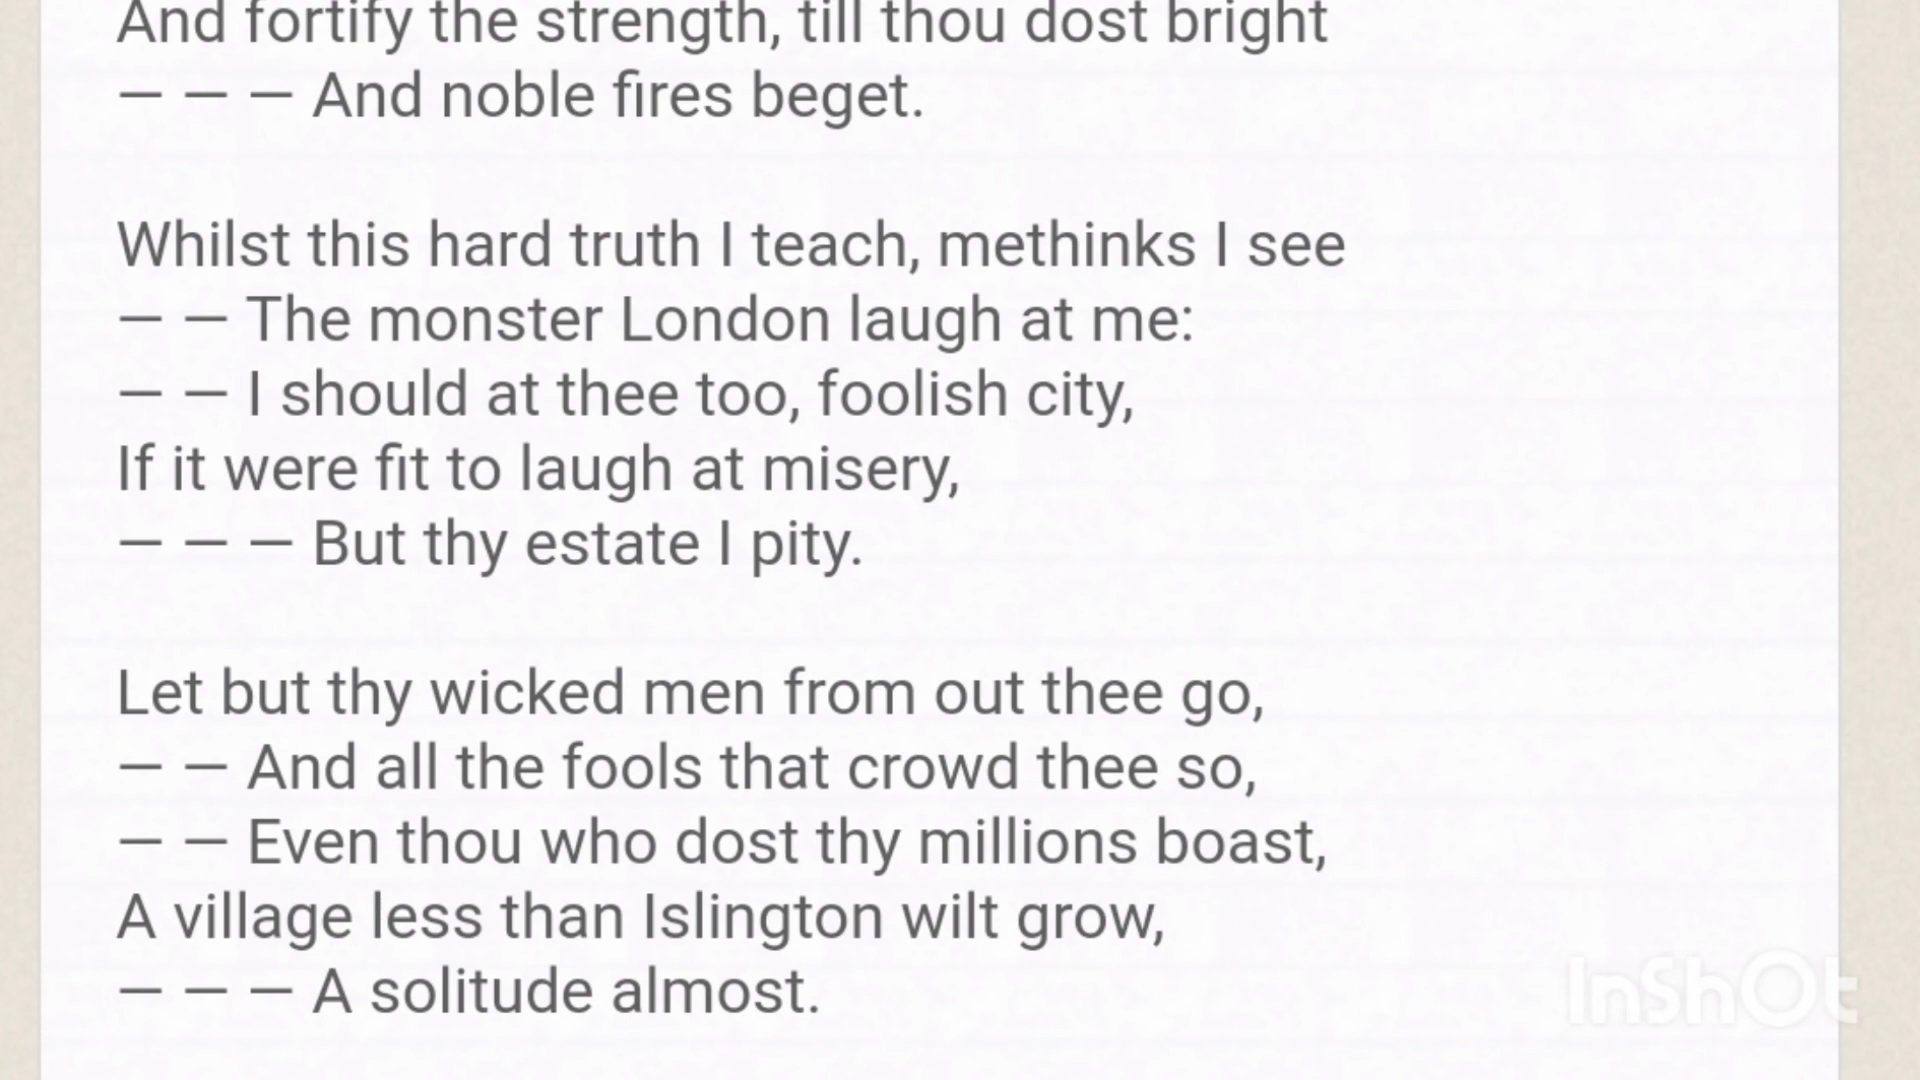 And fortify the strength, till thou dost bright
— — — And noble fires beget.
Whilst this hard truth I teach, methinks I see
— — The monster London laugh at me:
— — I should at thee too, foolish city,
If it were fit to laugh at misery,
— — — But thy estate I pity.
Let but thy wicked men from out thee go,
— — And all the fools that crowd thee so,
— — Even thou who dost thy millions boast,
A village less than Islington wilt grow,
— — — A solitude almost.
InShOt